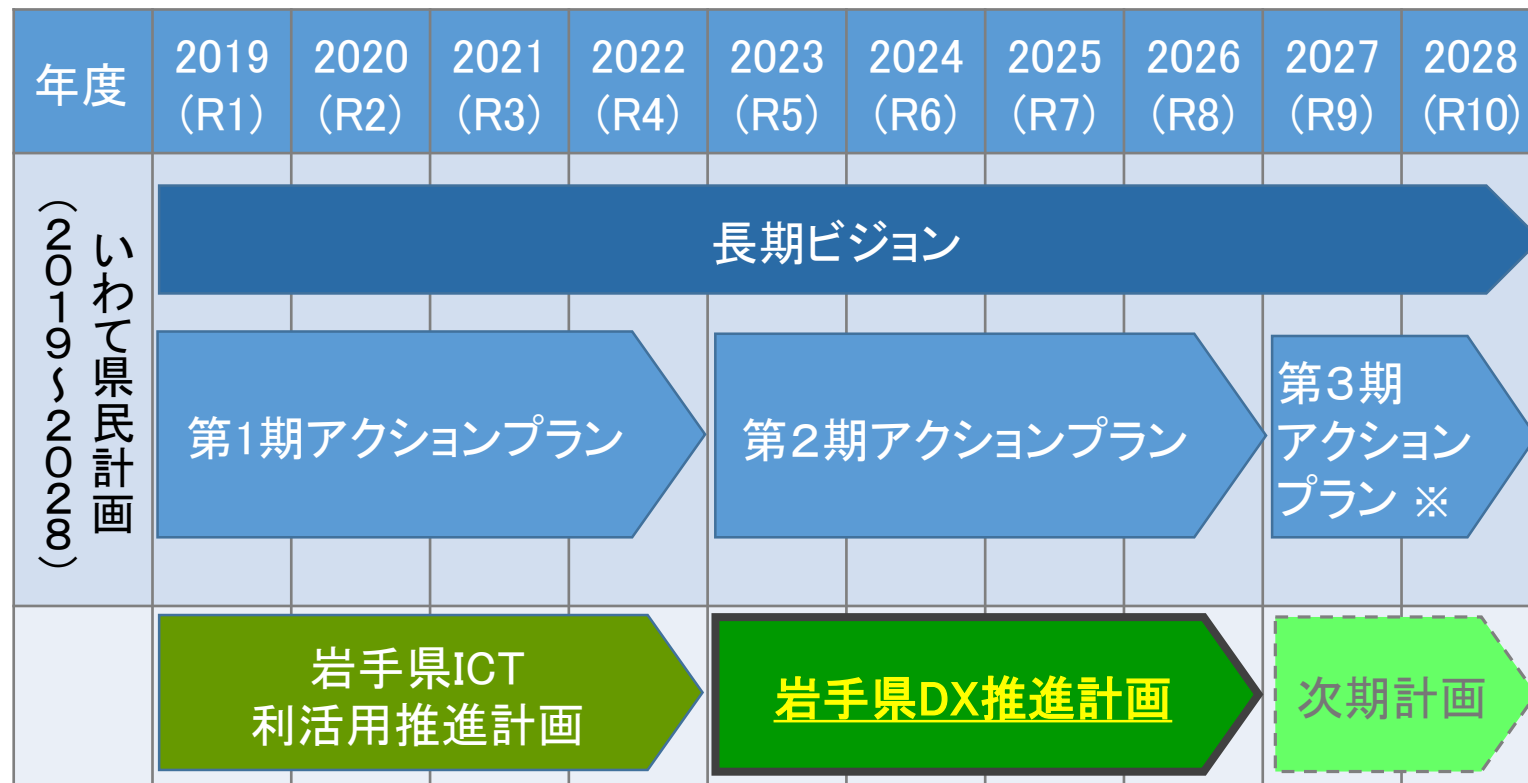 年度
2019
(R1)
2020
(R2)
2021
(R3)
2022
(R4)
2023
(R5)
2024
(R6)
2025
(R7)
2026
(R8)
2027
(R9)
2028
(R10)
いわて県民計画
(2019~2028)
長期ビジョン
第1期アクションプラン
第2期アクションプラン
第3期
アクション
プラン ※
岩手県ICT
利活用推進計画
岩手県DX推進計画
次期計画